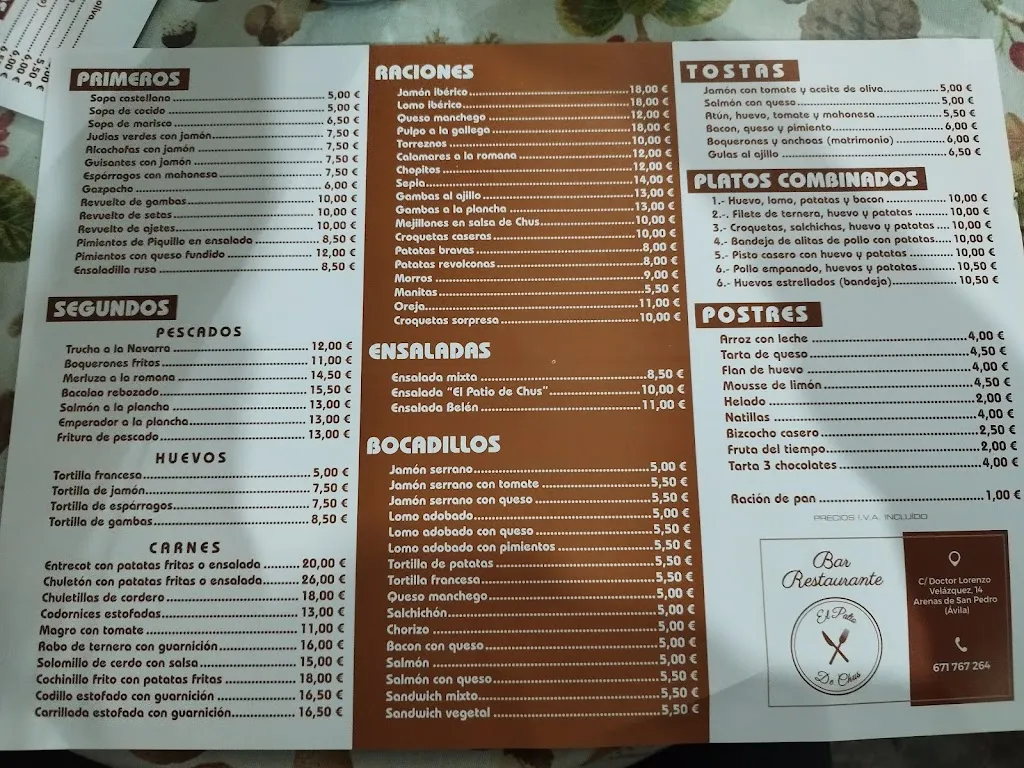 PRIMEROS
Sopa castellana 5,00 €
Sopa de cocido 5,00 €
Sopa de marisco 6,50 €
Judias verdes con jamón 7,50 €
Alcachofas con jamón 7,50 €
Guisantes con jamón 7,50 €
Espárragos con mahonesa 7,50 €
Gazpacho 6,00 €
Revuelto de gambas 10,00 €
Revuelto de setas 10,00 €
Revuelto de ajetes 10,00 €
Pimientos de Piquillo en ensalada 8,50 €
Pimientos con queso fundido 12,00 €
Ensaladilla rusa 8,50 €
SEGUNDOS
PESCADOS
Trucha a la Navarra 12,00 €
Boquerones fritos 11,00 €
Merluza a la romana 14,50 €
Bacalao rebozado 15,50 €
Salmón a la plancha 13,00 €
Emperador a la plancha 13,00 €
Fritura de pescado 13,00 €
HUEVOS
Tortilla francesa 5,00 €
Tortilla de jamón 7,50 €
Tortilla de espárragos 7,50 €
Tortilla de gambas 8,50 €
CARNES
Entrecot con patatas fritas o ensalada 20,00 €
Chuletón con patatas fritas o ensalada 26,00 €
Chuletillas de cordero 18,00 €
Codornices estofadas 13,00 €
Magro con tomate 11,00 €
Rabo de ternera con guarnición 16,00 €
Solomillo de cerdo con salsa 15,00 €
Cochinillo frito con patatas fritas 18,00 €
Codillo estofado con guarnición 16,50 €
Carrillada estofada con guarnición 16,50 €
RACIONES
Jamón ibérico 18,00 €
Lomo ibérico 18,00 €
Queso manchego 12,00 €
Pulpo a la gallega 18,00 €
Torreznos 10,00 €
Calamares a la romana 12,00 €
Chopitos 12,00 €
Sepia 14,00 €
Gambas al ajillo 13,00 €
Gambas a la plancha 13,00 €
Mejillones en salsa de Chus 10,00 €
Croquetas caseras 10,00 €
Patatas bravas 8,00 €
Patatas revolconas 8,00 €
Morros 9,00 €
Manitas 5,50 €
Oreja 11,00 €
Croquetas sorpresa 10,00 €
ENSALADAS
Ensalada mixta 8,50 €
Ensalada "El Patio de Chus" 10,00 €
Ensalada Belén 11,00 €
BOCADILLOS
Jamón serrano 5,00 €
Jamón serrano con tomate 5,50 €
Jamón serrano con queso 5,50 €
Lomo adobado 5,00 €
Lomo adobado con queso 5,50 €
Lomo adobado con pimientos 5,50 €
Tortilla de patatas 5,50 €
Tortilla francesa 5,50 €
Queso manchego 5,00 €
Salchichón 5,00 €
Chorizo 5,00 €
Bacon con queso 5,00 €
Salmón 5,00 €
Salmón con queso 5,50 €
Sandwich mixto 5,50 €
Sandwich vegetal 5,50 €
TOSTAS
Jamón con tomate y aceite de oliva 5,00 €
Salmón con queso 5,00 €
Atún, huevo, tomate y mahonesa 5,50 €
Bacon, queso y pimiento 6,00 €
Boquerones y anchoas (matrimonio) 6,00 €
Gulas al ajillo 6,50 €
PLATOS COMBINADOS
1.- Huevo, lomo, patatas y bacon 10,00 €
2.-. Filete de ternera, huevo y patatas 10,00 €
3.- Croquetas, salchichas, huevo y patatas 10,00 €
4.- Bandeja de alitas de pollo con patatas 10,00 €
5.- Pisto casero con huevo y patatas 10,00 €
6.. Pollo empanado, huevos y patatas 10,50 €
6.- Huevos estrellados (bandeja) 10,50 €
POSTRES
Arroz con leche 4,00 €
Tarta de queso 4,50 €
Flan de huevo 4,00 €
Mousse de limón 4,50 €
Helado 2,00 €
Natillas 4,00 €
Bizcocho casero 2,50 €
Fruta del tiempo 2,00 €
Tarta 3 chocolates 4,00 €
Ración de pan 1,00 €
PRECIOS I.V.A. INCLUÍDO
Bar
Restaurante
El Patio
De Chus
C/ Doctor Lorenzo
Velázquez, 14
Arenas de San Pedro
(Ávila)
671 767 264